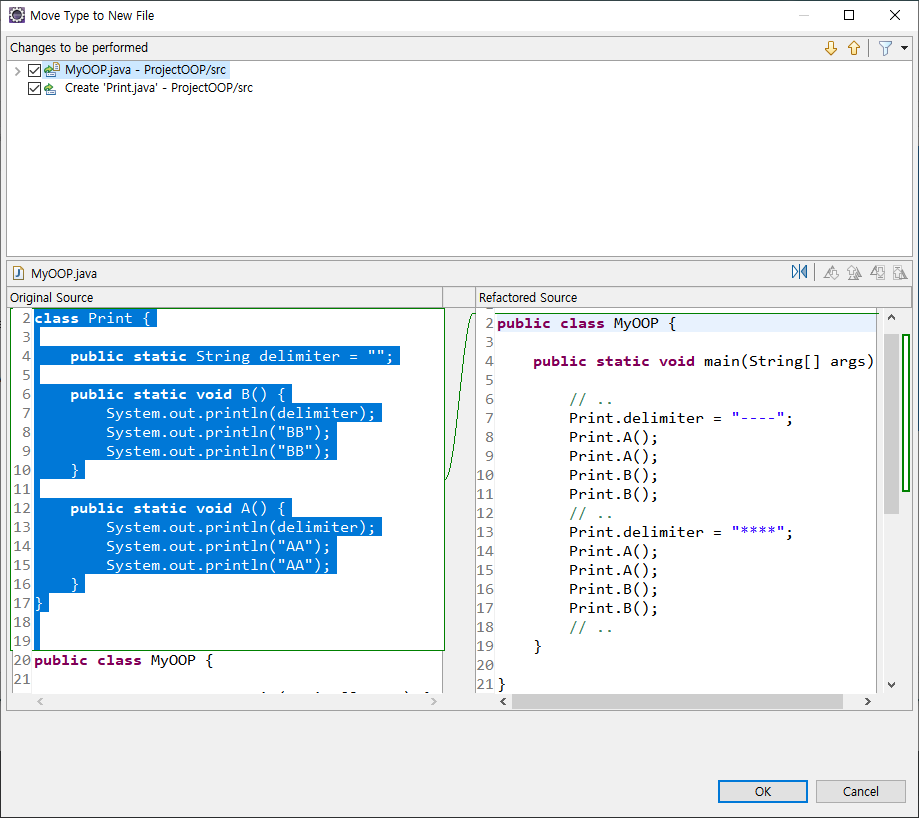 Move Type to New File
Changes to be performed
MyOOP.java - ProjectOOP/src
Create 'Print.java' - ProjectOOP/src
MyOOP.java
Original Source
2 class Print {
3
4 public static String delimiter = "";
5
6 public static void B() {
7 System.out.println(delimiter);
8 System.out.println("BB");
9 System.out.println("BB");
10 }
11
12 public static void A() {
13 System.out.println(delimiter);
14 System.out.println("AA");
15 System.out.println("AA");
16 }
17 }
18
19
20 public class MyOOP {
21
Refactored Source
2 public class MyOOP {
3
4 public static void main(String[] args)
5
6 // ..
7 Print.delimiter = "----";
8 Print.A();
9 Print.A();
10 Print.B();
11 Print.B();
12 // ..
13 Print.delimiter = "****";
14 Print.A();
15 Print.A();
16 Print.B();
17 Print.B();
18 // ..
19 }
20
21 }
OK
Cancel